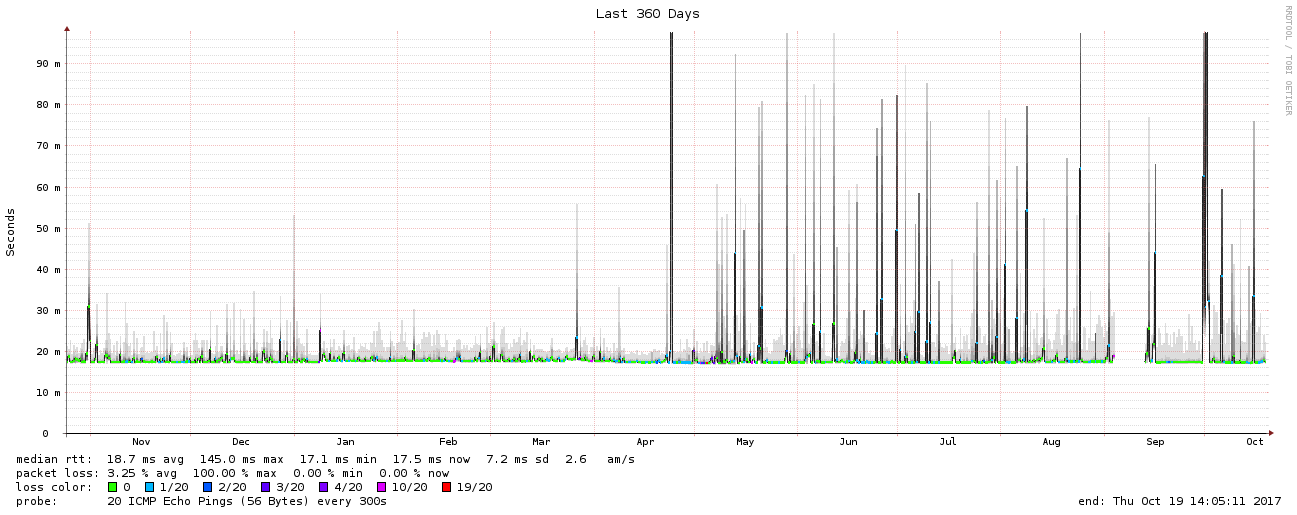 Last 360 Days
RRDTOOL / TOBI OETIKER
Seconds
90 m
80 m
70 m
60 m
50 m
40 m
30 m
20 m
10 m
0
Nov Dec Jan Feb Mar Apr May Jun Jul Aug Sep Oct
median rtt: 18.7 ms avg 145.0 ms max 17.1 ms min 17.5 ms now 7.2 ms sd 2.6 am/s
packet loss: 3.25 % avg 100.00 % max 0.00 % min 0.00 % now
loss color: 0 1/20 2/20 3/20 4/20 10/20 19/20
probe: 20 ICMP Echo Pings (56 Bytes) every 300s
end: Thu Oct 19 14:05:11 2017